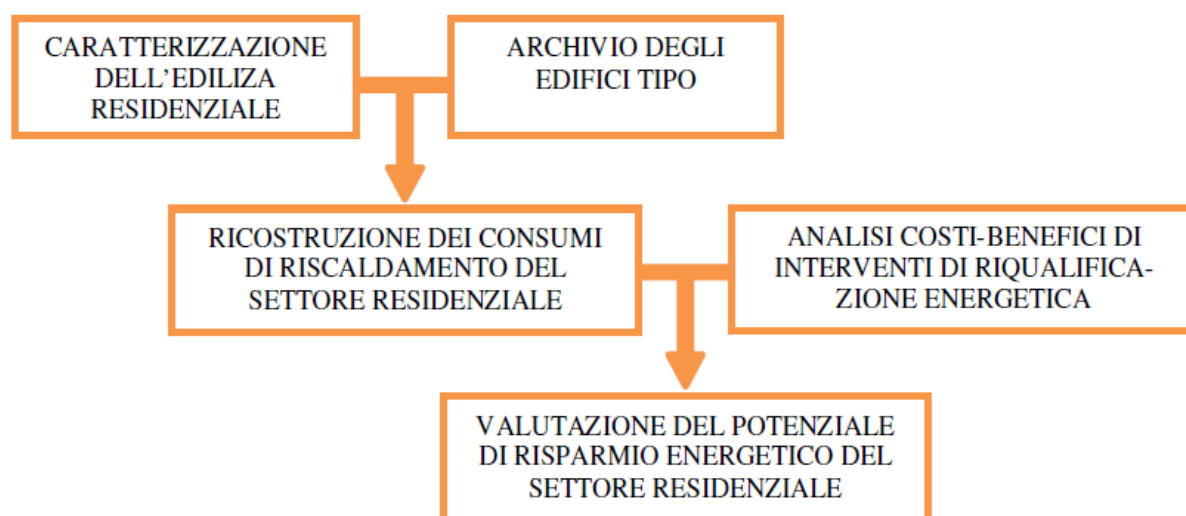 CARATTERIZZAZIONE
DELL'EDILIZA
RESIDENZIALE
ARCHIVIO DEGLI
EDIFICI TIPO
RICOSTRUZIONE DEI CONSUMI
DI RISCALDAMENTO DEL
SETTORE RESIDENZIALE
ANALISI COSTI-BENEFICI DI
INTERVENTI DI RIQUALIFICA-
ZIONE ENERGETICA
VALUTAZIONE DEL POTENZIALE
DI RISPARMIO ENERGETICO DEL
SETTORE RESIDENZIALE